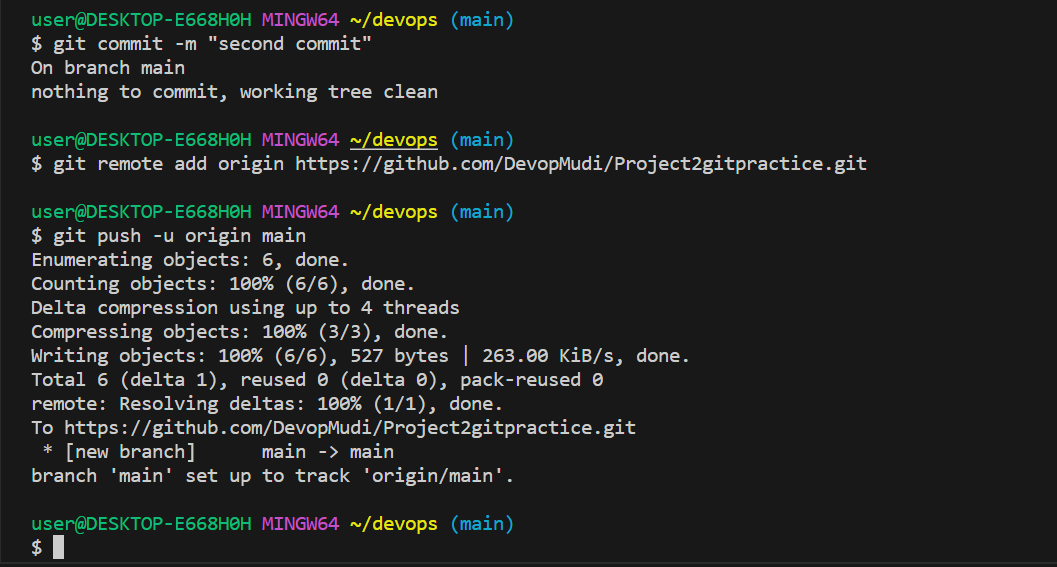 user@DESKTOP-E668H0H MINGW64 ~/devops (main)
$ git commit -m "second commit"
On branch main
nothing to commit, working tree clean
user@DESKTOP-E668H0H MINGW64 ~/devops (main)
$ git remote add origin https://github.com/DevopMudi/Project2gitpractice.git
user@DESKTOP-E668H0H MINGW64 ~/devops (main)
$ git push -u origin main
Enumerating objects: 6, done.
Counting objects: 100% (6/6), done.
Delta compression using up to 4 threads
Compressing objects: 100% (3/3), done.
Writing objects: 100% (6/6), 527 bytes | 263.00 KiB/s, done.
Total 6 (delta 1), reused 0 (delta 0), pack-reused 0
remote: Resolving deltas: 100% (1/1), done.
To https://github.com/DevopMudi/Project2gitpractice.git
 * [new branch]      main -> main
branch 'main' set up to track 'origin/main'.
user@DESKTOP-E668H0H MINGW64 ~/devops (main)
$